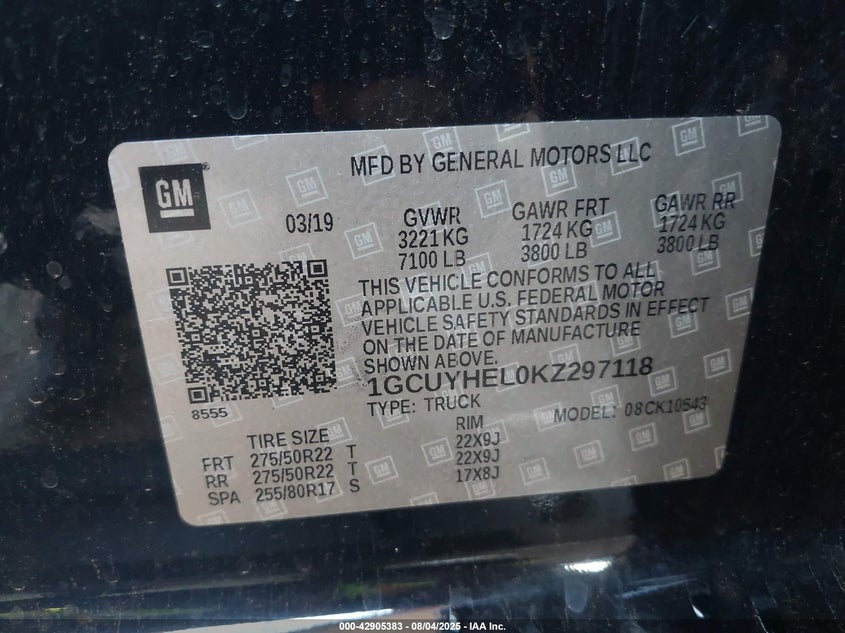 MFD BY GENERAL MOTORS LLC
GM
03/19
GVWR GAWR FRT GAWR RR
3221 KG 1724 KG 1724 KG
7100 LB 3800 LB 3800 LB
THIS VEHICLE CONFORMS TO ALL
APPLICABLE U.S. FEDERAL MOTOR
VEHICLE SAFETY STANDARDS IN EFFECT
ON THE DATE OF MANUFACTURE
SHOWN ABOVE.
8555
1GCUYHEL0KZ297118
TYPE: TRUCK MODEL: 08CK10543
TIRE SIZE RIM
FRT 275/50R22 T 22X9J
RR 275/50R22 T 22X9J
SPA 255/80R17 S 17X8J
000-42905383 - 08/04/2025 - IAA Inc.